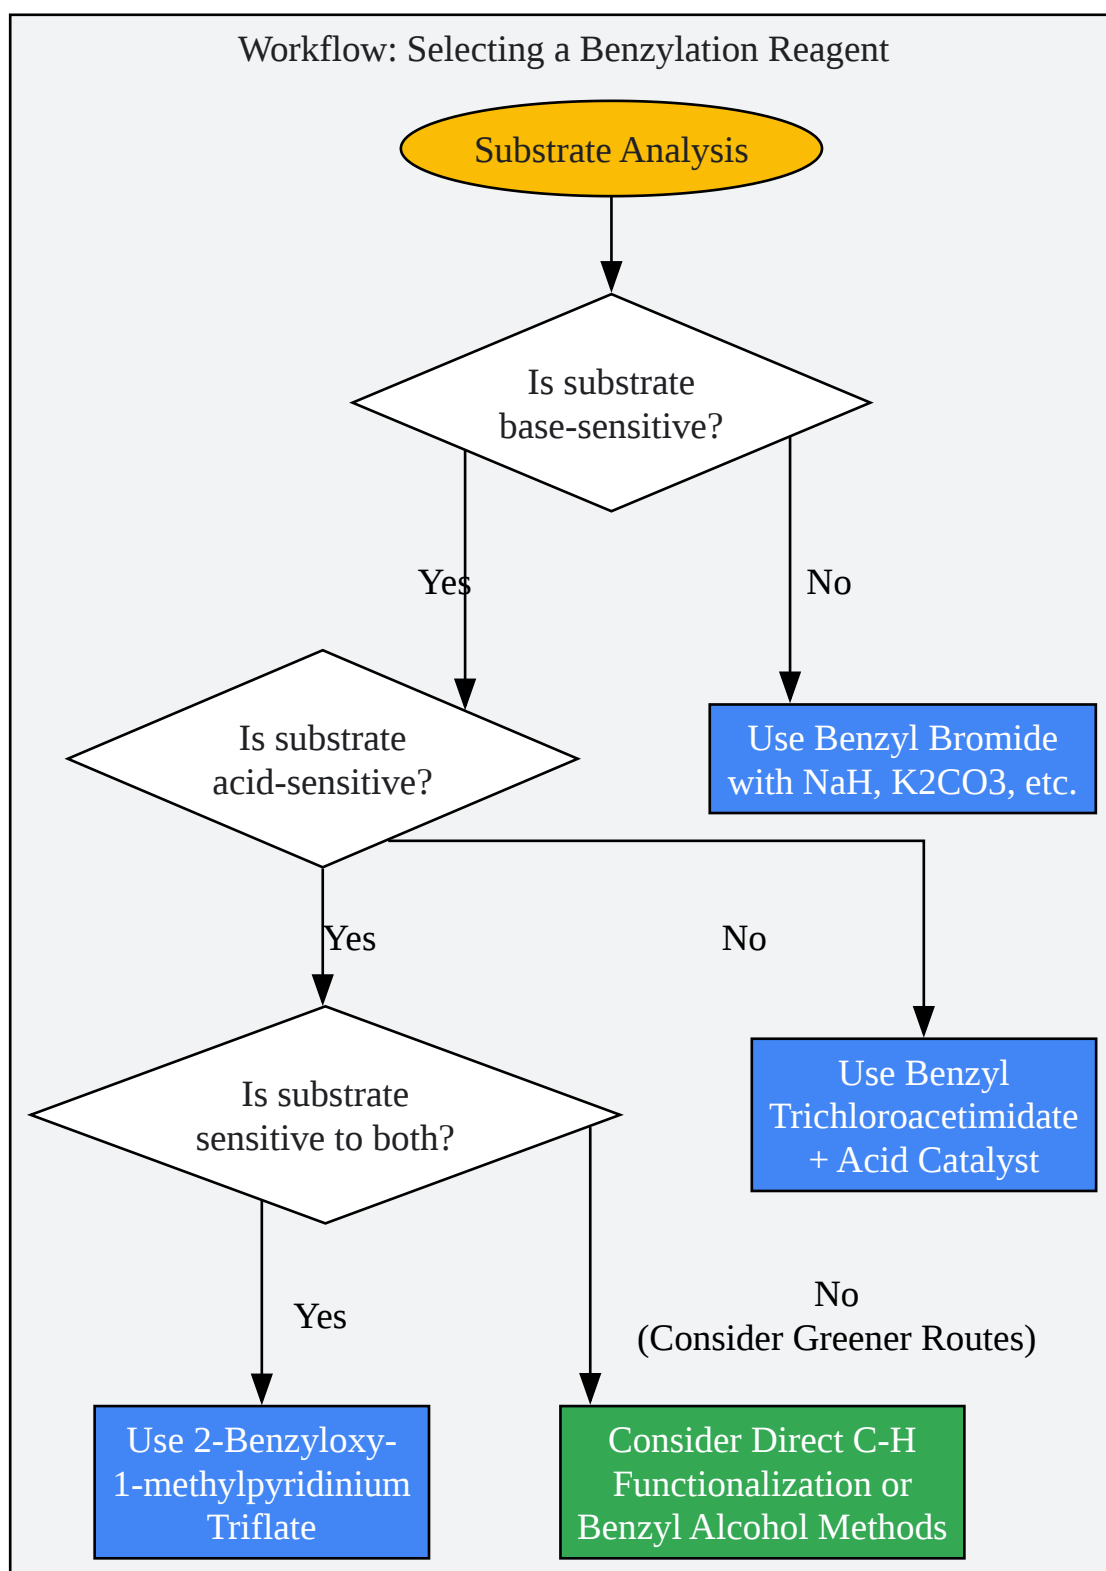 Workflow: Selecting a Benzylation Reagent
Substrate Analysis
Is substrate
base-sensitive?
Yes
No
Is substrate
acid-sensitive?
Use Benzyl Bromide
with NaH, K2CO3, etc.
Yes
No
Is substrate
sensitive to both?
Use Benzyl
Trichloroacetimidate
+ Acid Catalyst
Yes
No
(Consider Greener Routes)
Use 2-Benzyloxy-
1-methylpyridinium
Triflate
Consider Direct C-H
Functionalization or
Benzyl Alcohol Methods